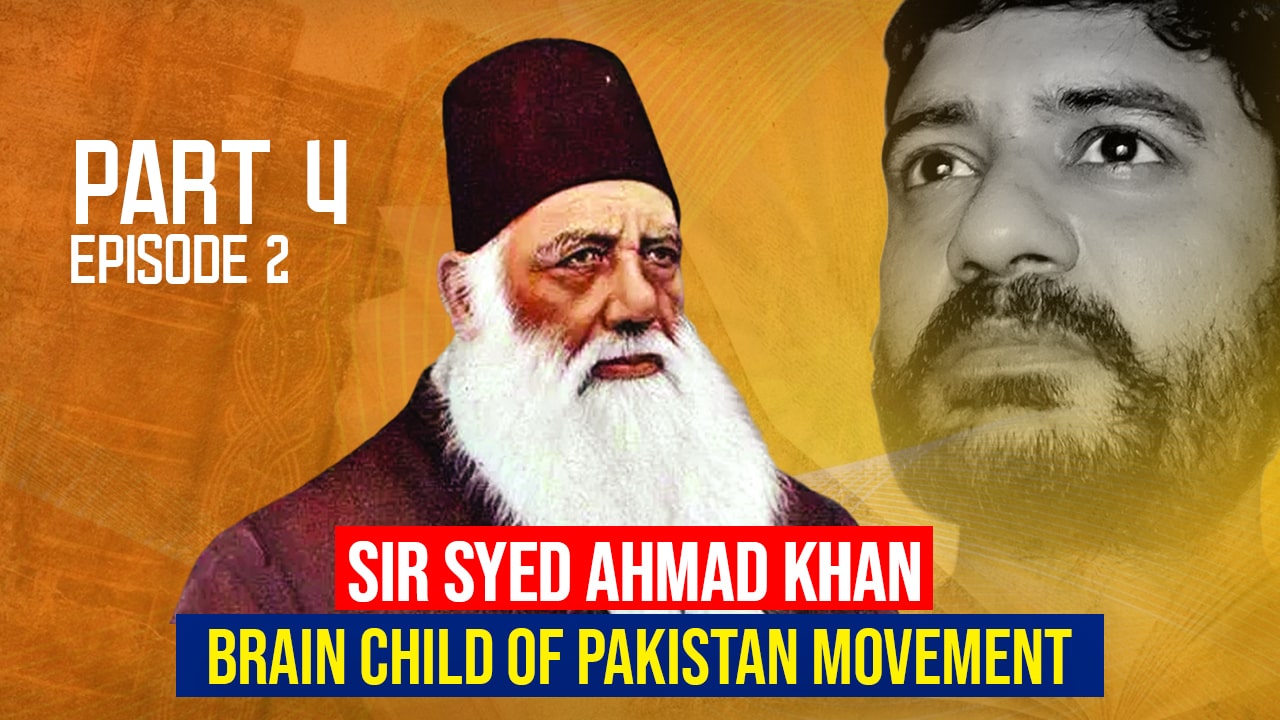 PART 4
EPISODE 2
SIR SYED AHMAD KHAN
BRAIN CHILD OF PAKISTAN MOVEMENT